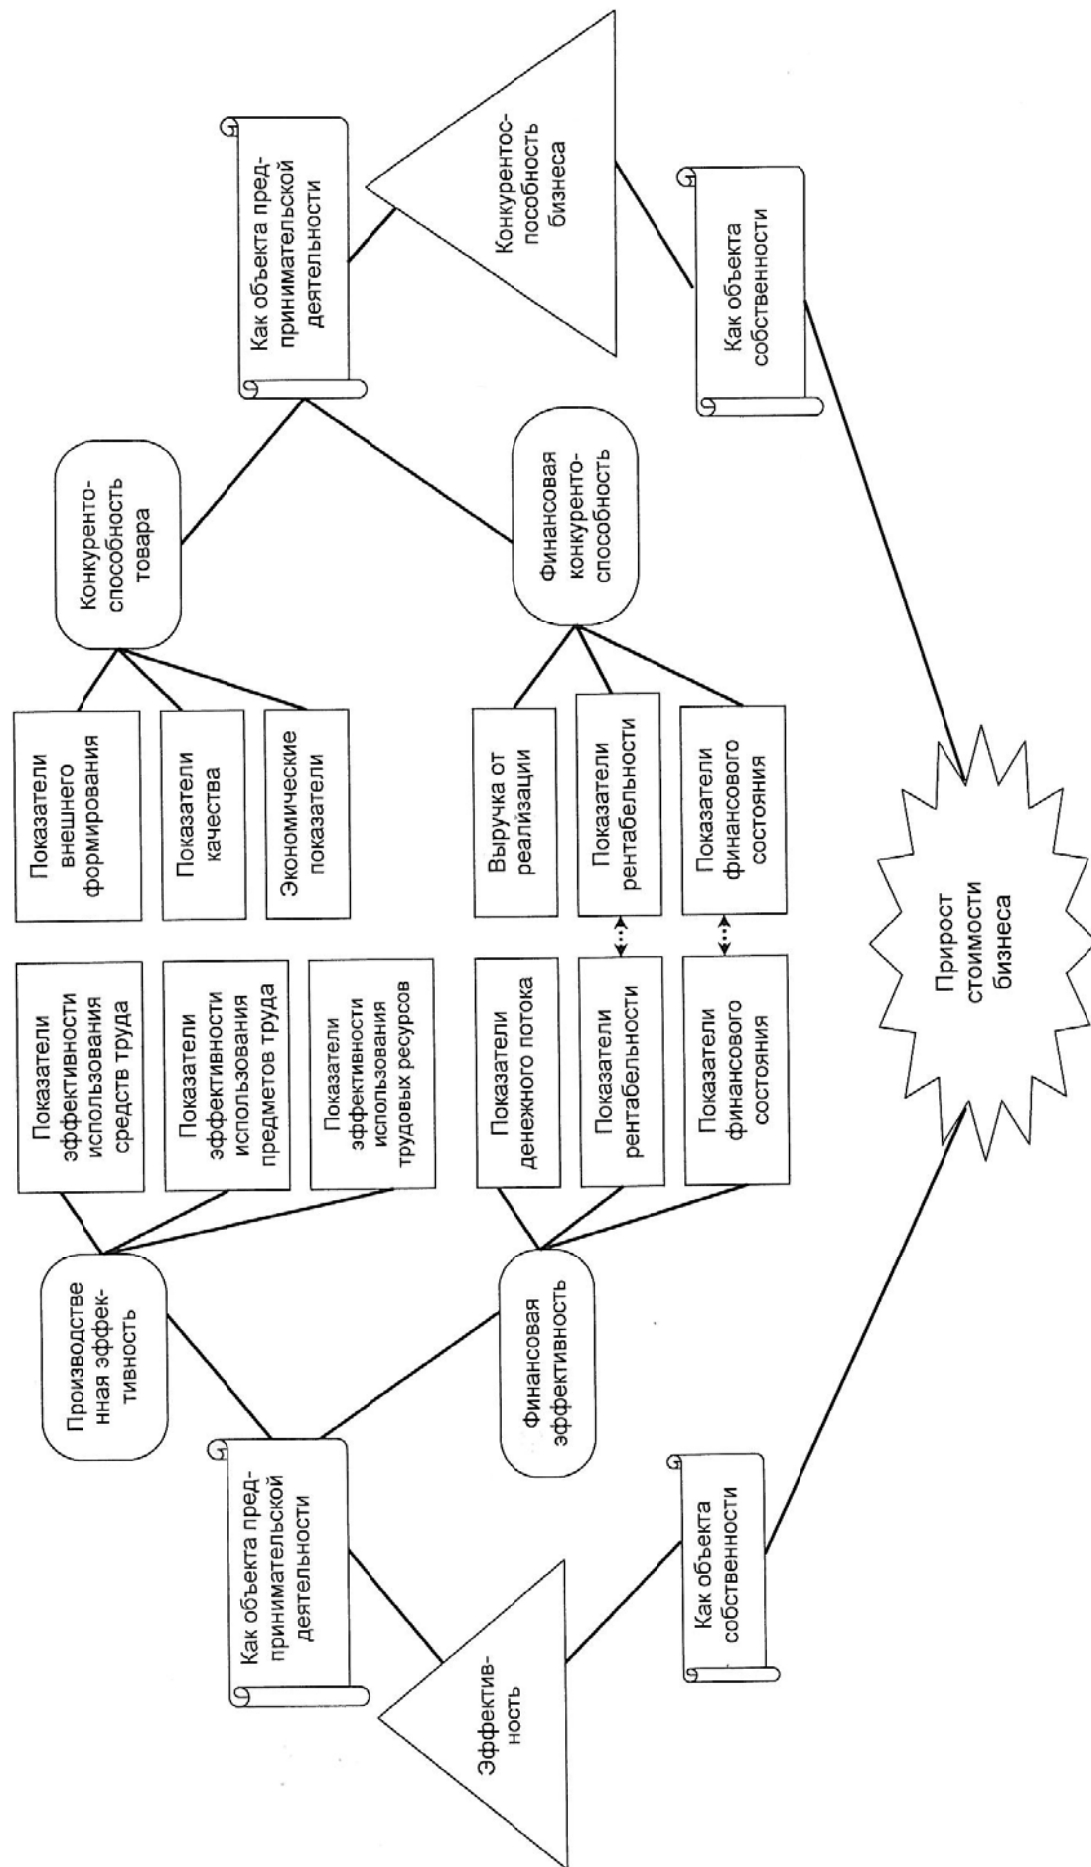 Производстве
нная эффек-
тивность
Показатели
эффективности
использования
средств труда
Показатели
внешнего
формирования
Конкуренто-
способность
товара
Показатели
эффективности
использования
предметов труда
Показатели
качества
Как объекта пред-
принимательской
деятельности
Показатели
эффективности
использования
трудовых ресурсов
Экономические
показатели
Как объекта пред-
принимательской
деятельности
Эффектив-
ность
Финансовая
эффективность
Показатели
денежного потока
Выручка от
реализации
Финансовая
конкуренто-
способность
Конкурентос-
пособность
бизнеса
Показатели
рентабельности
Показатели
рентабельности
Как объекта
собственности
Показатели
финансового
состояния
Показатели
финансового
состояния
Как объекта
собственности
Прирост
стоимости
бизнеса